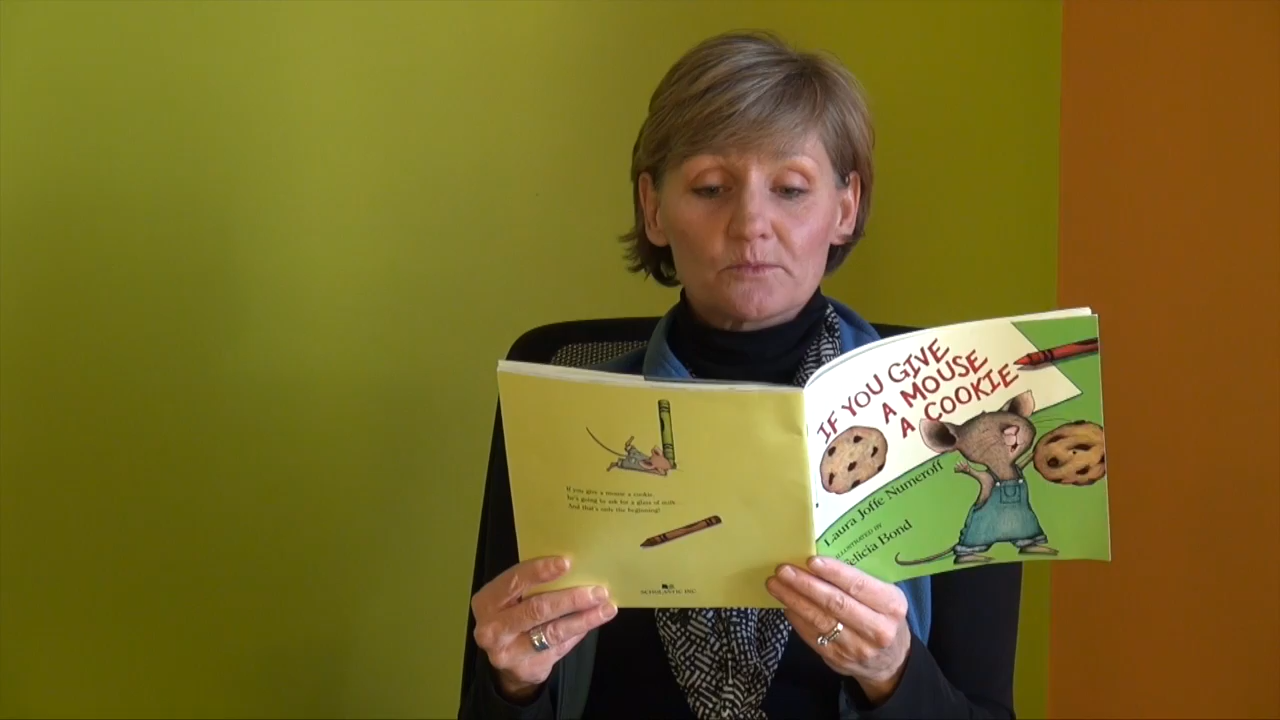 If you give a mouse a cookie,
he's going to ask for a glass of milk.
And that's only the beginning!
SCHOLASTIC INC.
IF YOU GIVE
A MOUSE
A COOKIE
Laura Joffe Numeroff
ILLUSTRATED BY
Felicia Bond